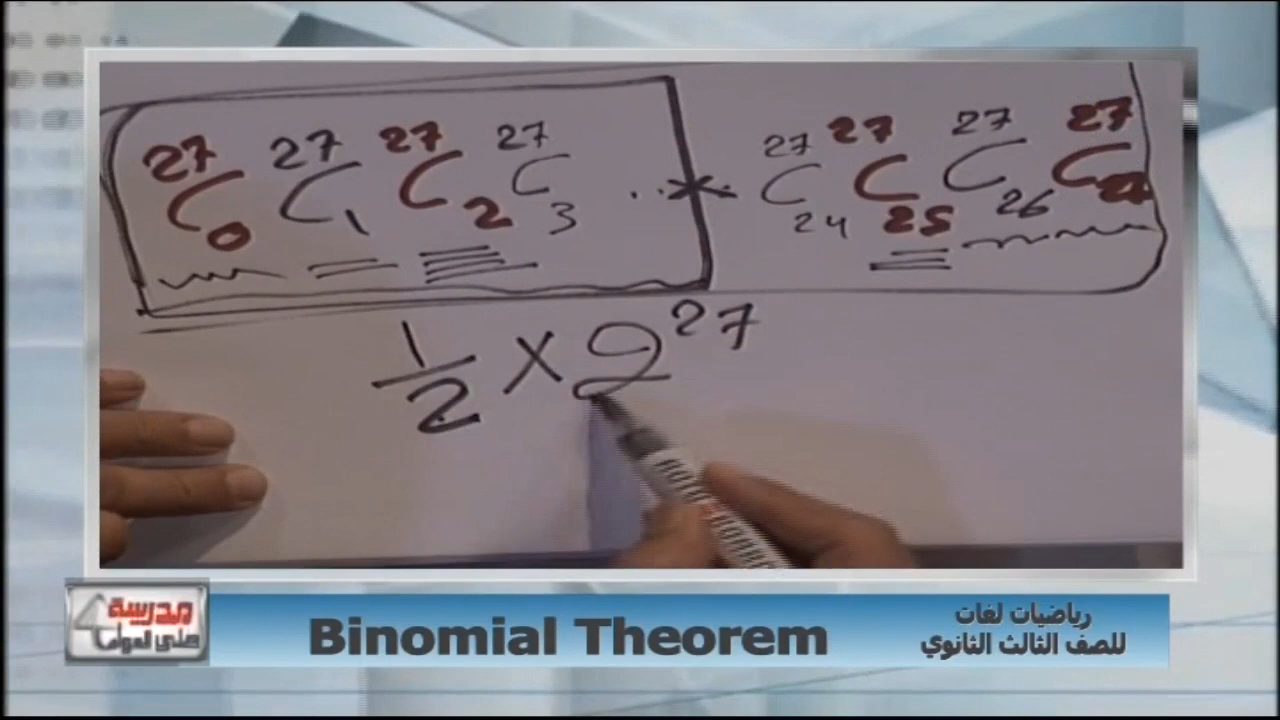 27C0 27C1 27C2 27C3 ... 27C24 27C25 27C26 27C27
1/2 × 2^27
مدرسة
على الهواء
Binomial Theorem
رياضيات لغات
للصف الثالث الثانوي